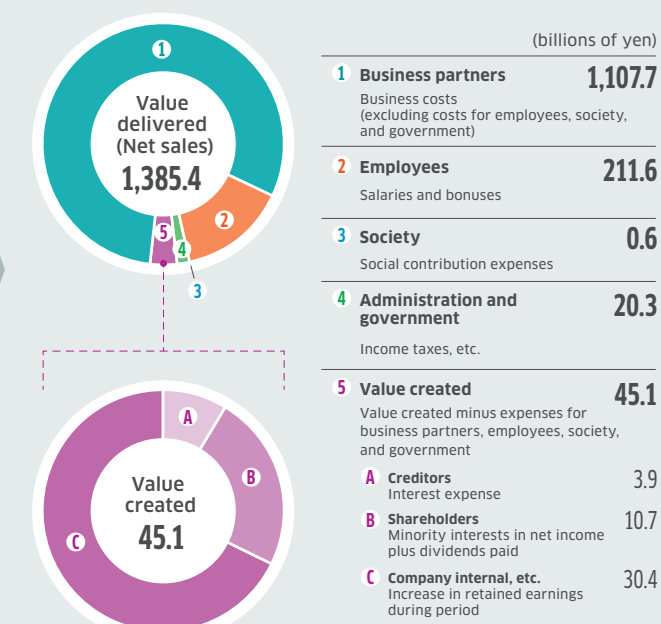 1
Value
delivered
(Net sales)
1,385.4
2
5
4
3
A
B
Value
created
45.1
C
(billions of yen)
1 Business partners 1,107.7
Business costs
(excluding costs for employees, society,
and government)
2 Employees 211.6
Salaries and bonuses
3 Society 0.6
Social contribution expenses
4 Administration and
government 20.3
Income taxes, etc.
5 Value created 45.1
Value created minus expenses for
business partners, employees, society,
and government
A Creditors 3.9
Interest expense
B Shareholders 10.7
Minority interests in net income
plus dividends paid
C Company internal, etc. 30.4
Increase in retained earnings
during period